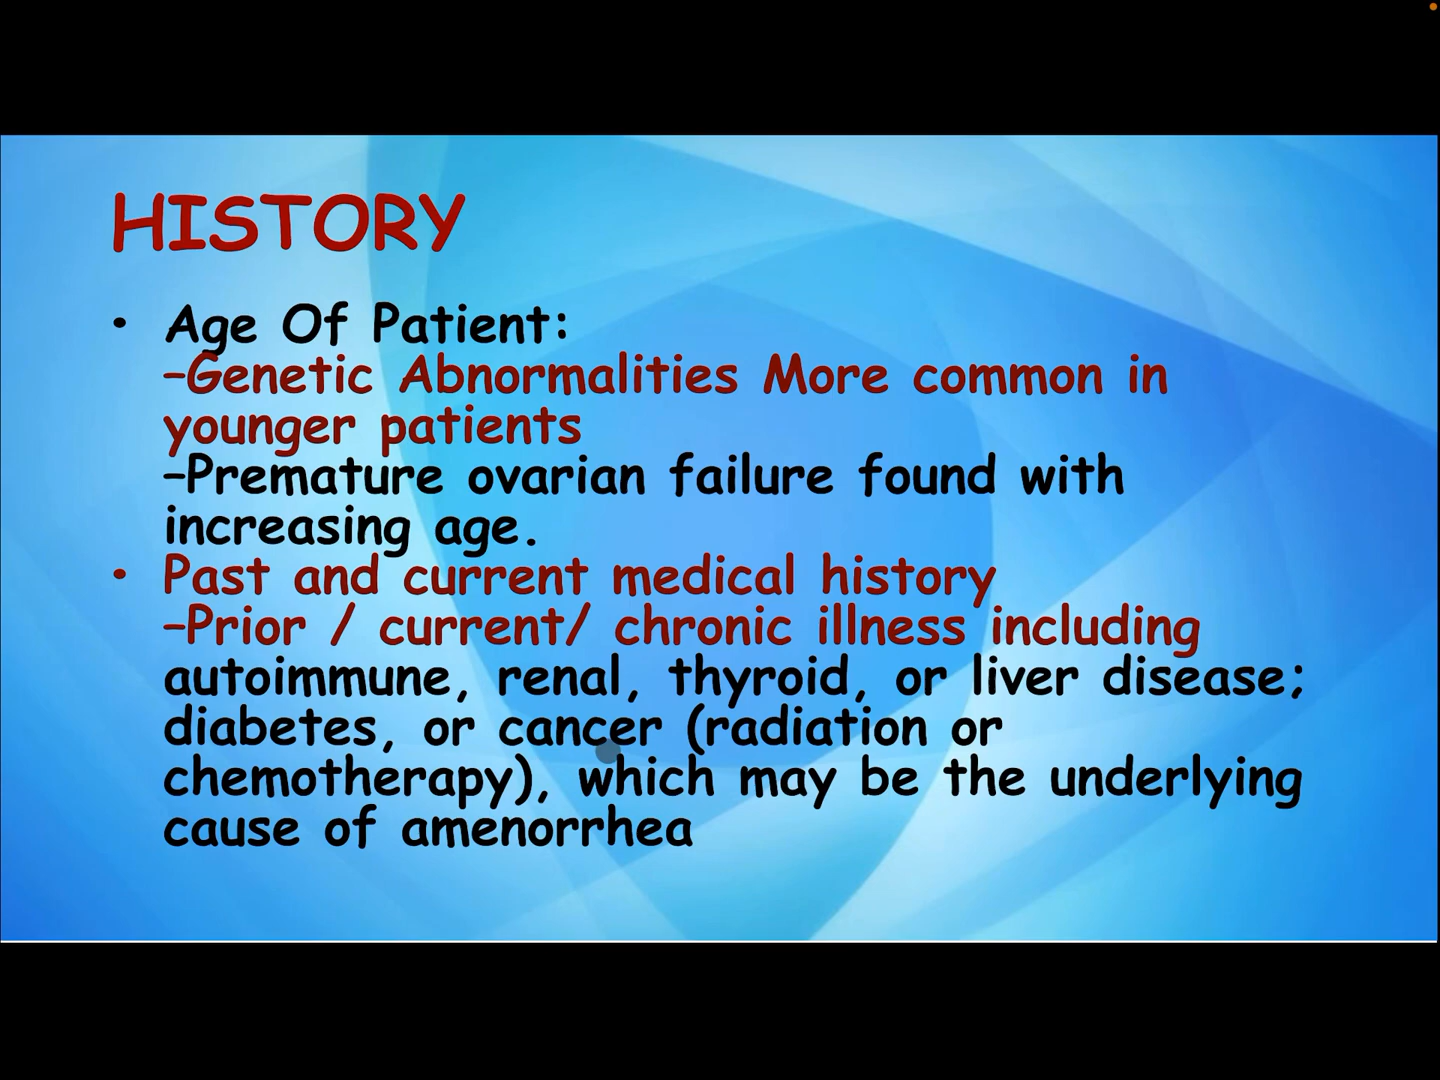 HISTORY
• Age Of Patient:
–Genetic Abnormalities More common in
younger patients
–Premature ovarian failure found with
increasing age.
• Past and current medical history
–Prior / current/ chronic illness including
autoimmune, renal, thyroid, or liver disease;
diabetes, or cancer (radiation or
chemotherapy), which may be the underlying
cause of amenorrhea